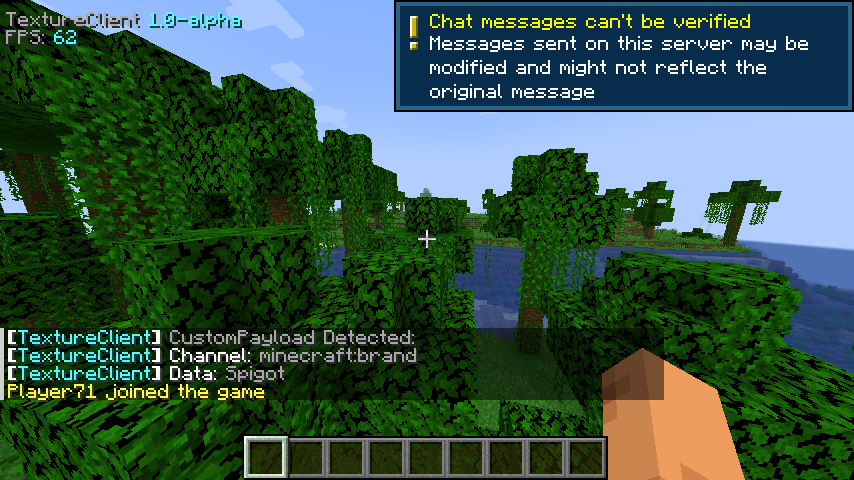 TextureClient 1.0-alpha
FPS: 62
Chat messages can't be verified
Messages sent on this server may be
modified and might not reflect the
original message
[TextureClient] CustomPayload Detected:
[TextureClient] Channel: minecraft:brand
[TextureClient] Data: Spigot
Player71 joined the game